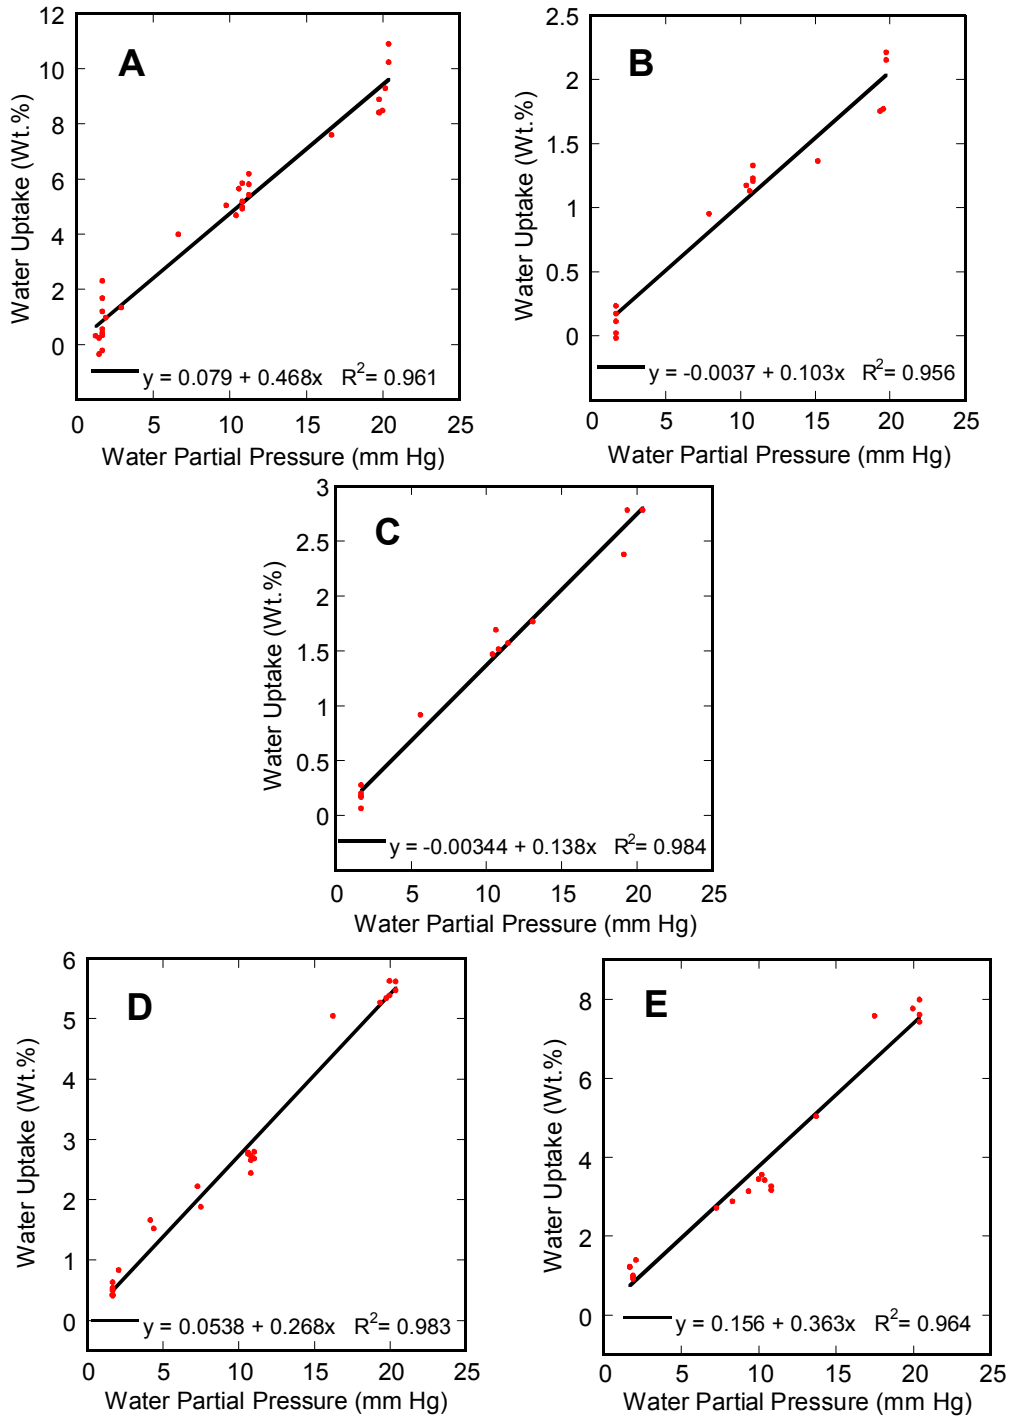 A
Water Uptake (Wt.%)
12
10
8
6
4
2
0
y = 0.079 + 0.468x R²= 0.961
0 5 10 15 20 25
Water Partial Pressure (mm Hg)
B
Water Uptake (Wt.%)
2.5
2
1.5
1
0.5
0
y = -0.0037 + 0.103x R²= 0.956
0 5 10 15 20 25
Water Partial Pressure (mm Hg)
C
Water Uptake (Wt.%)
3
2.5
2
1.5
1
0.5
0
y = -0.00344 + 0.138x R²= 0.984
0 5 10 15 20 25
Water Partial Pressure (mm Hg)
D
Water Uptake (Wt.%)
6
5
4
3
2
1
0
y = 0.0538 + 0.268x R²= 0.983
0 5 10 15 20 25
Water Partial Pressure (mm Hg)
E
Water Uptake (Wt.%)
8
6
4
2
0
y = 0.156 + 0.363x R²= 0.964
0 5 10 15 20 25
Water Partial Pressure (mm Hg)